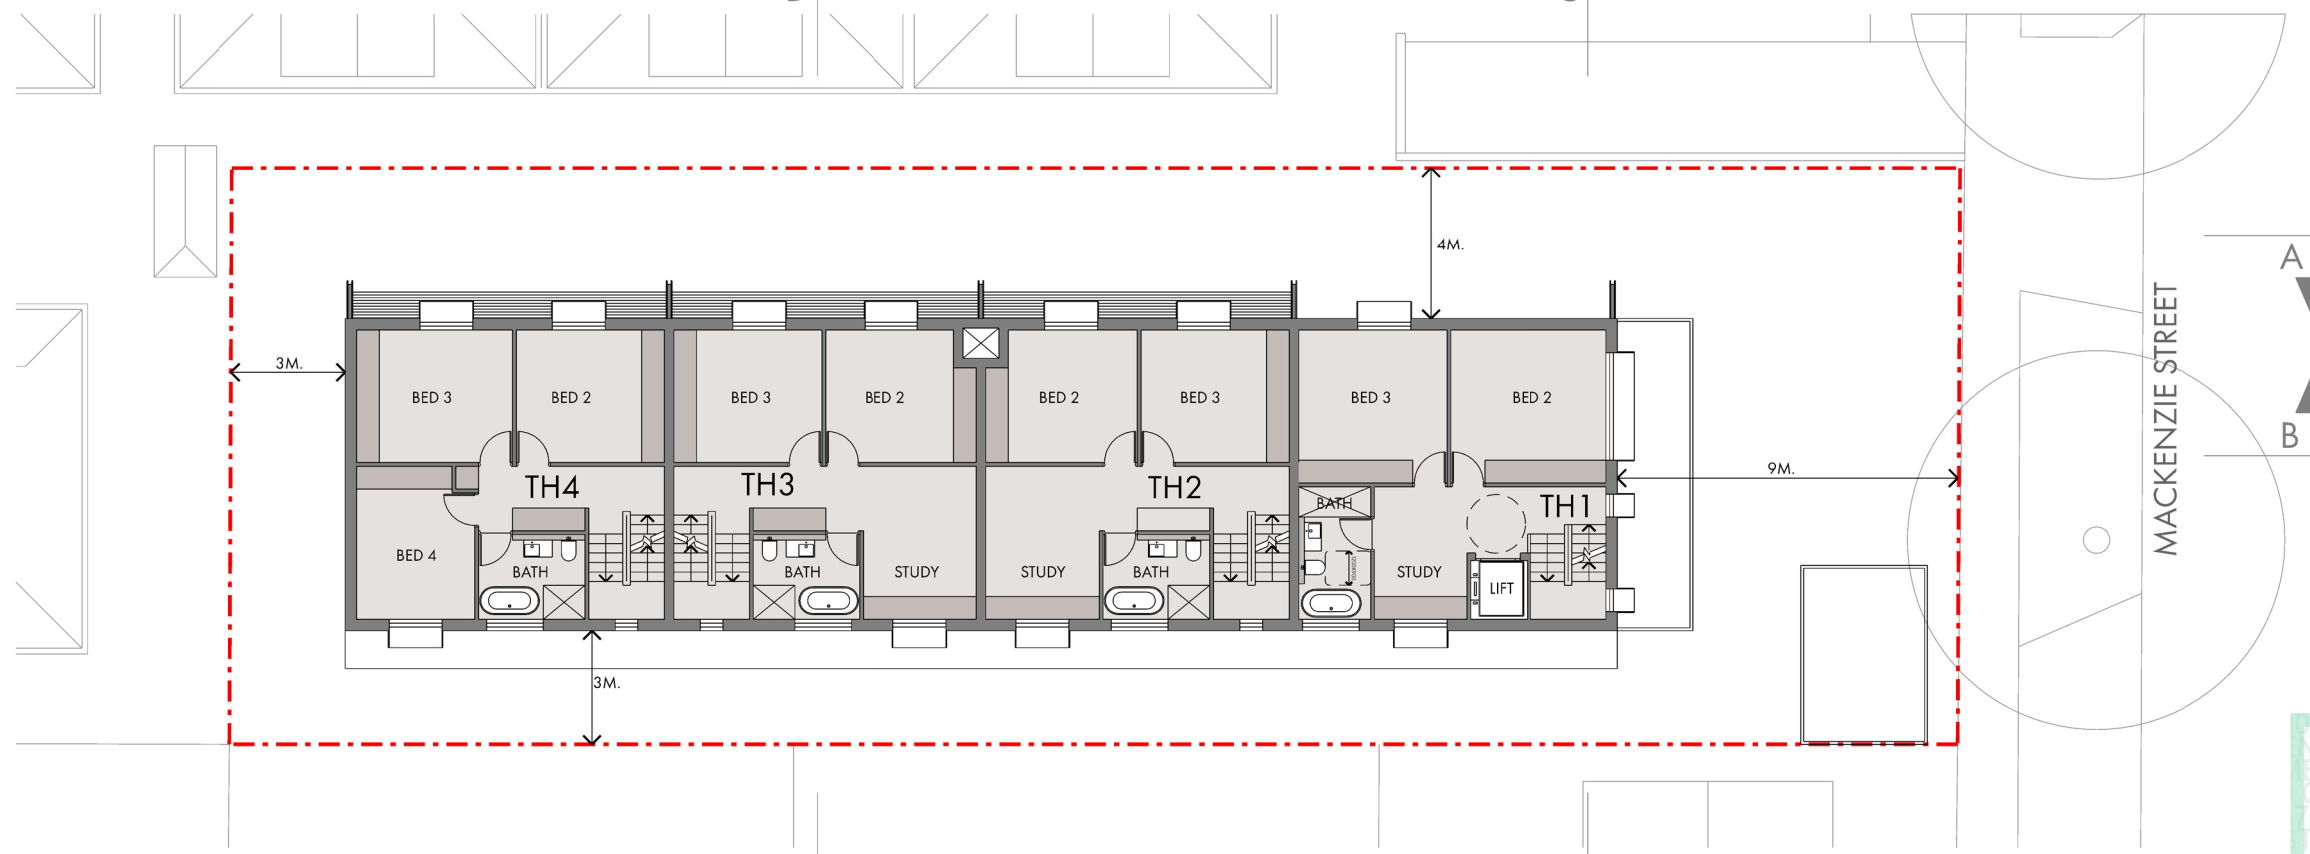 4M.
A
3M.
BED 3
BED 2
BED 3
BED 2
BED 2
BED 3
BED 3
BED 2
MACKENZIE STREET
B
9M.
TH4
TH3
TH2
TH1
BATH
BED 4
BATH
BATH
STUDY
STUDY
BATH
STUDY
LIFT
3M.